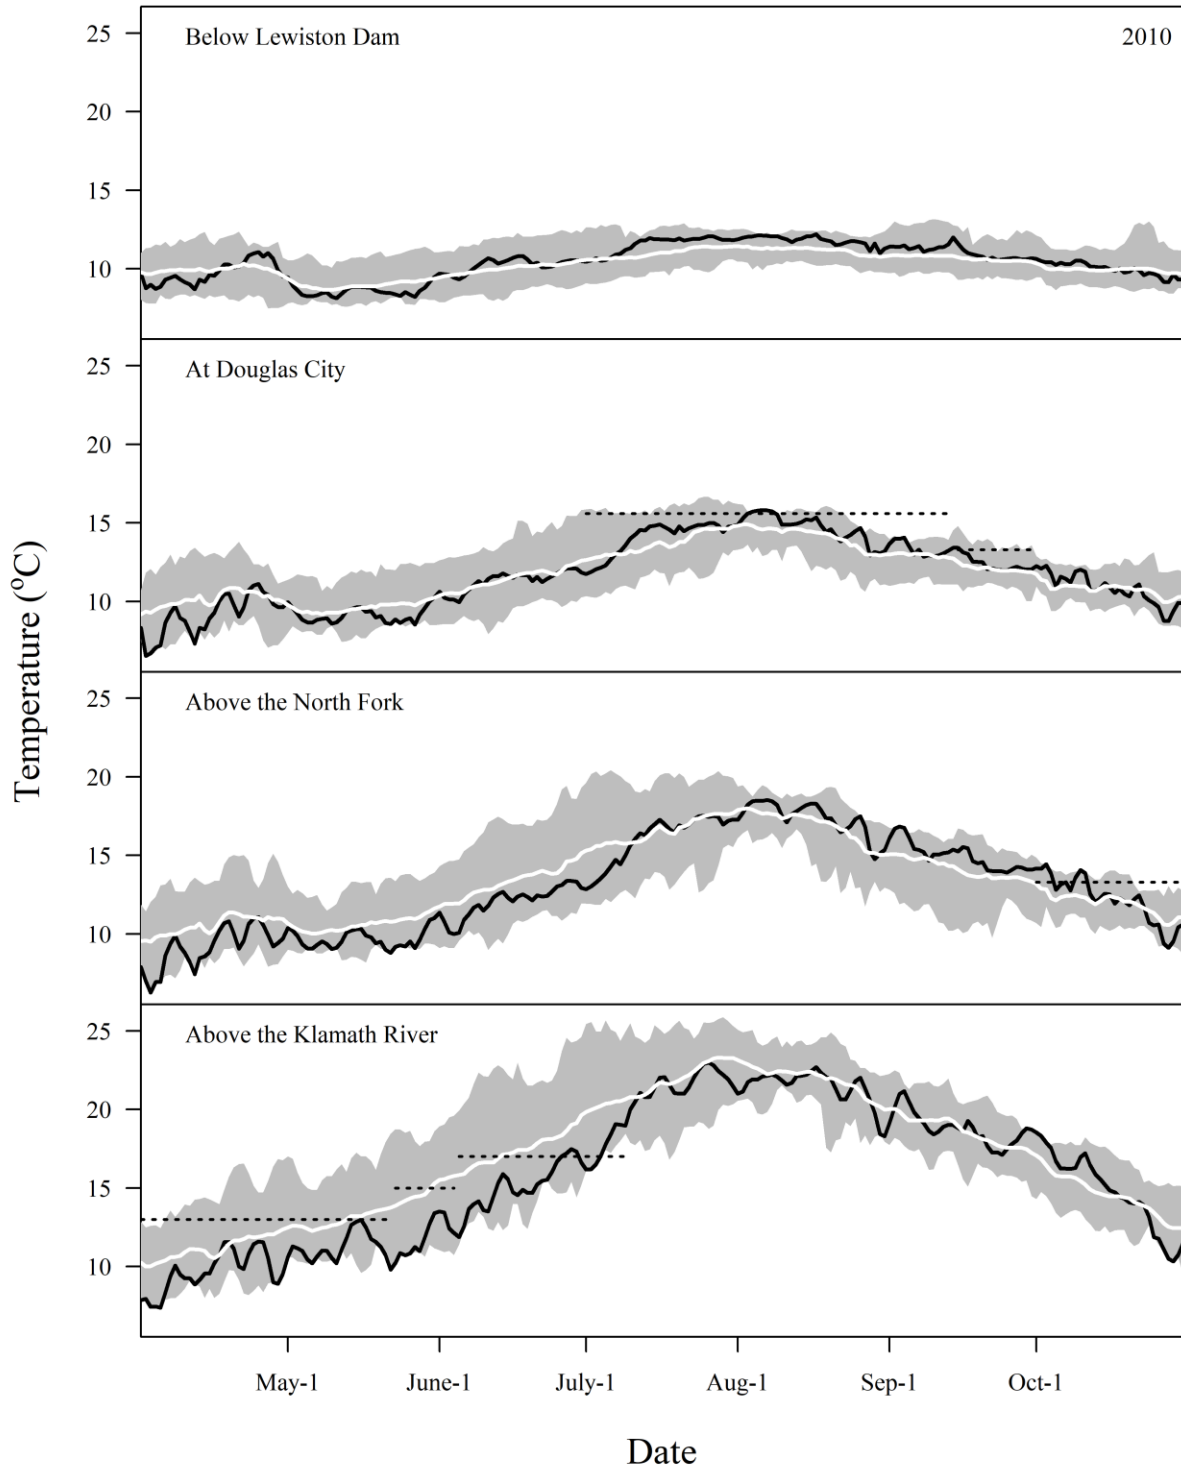 Below Lewiston Dam
2010
25
20
15
10
At Douglas City
25
20
15
10
Above the North Fork
25
20
15
10
Above the Klamath River
25
20
15
10
Temperature (°C)
May-1
June-1
July-1
Aug-1
Sep-1
Oct-1
Date